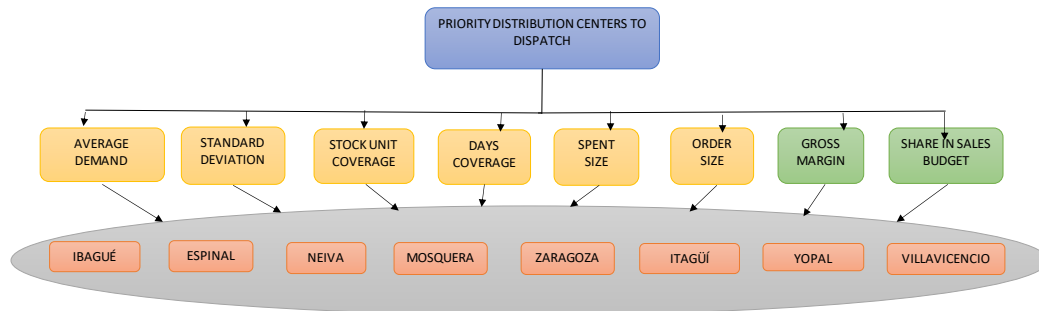 PRIORITY DISTRIBUTION CENTERS TO
DISPATCH
AVERAGE
DEMAND
STANDARD
DEVIATION
STOCK UNIT
COVERAGE
DAYS
COVERAGE
SPENT
SIZE
ORDER
SIZE
GROSS
MARGIN
SHARE IN SALES
BUDGET
IBAGUÉ
ESPINAL
NEIVA
MOSQUERA
ZARAGOZA
ITAGÜÍ
YOPAL
VILLAVICENCIO